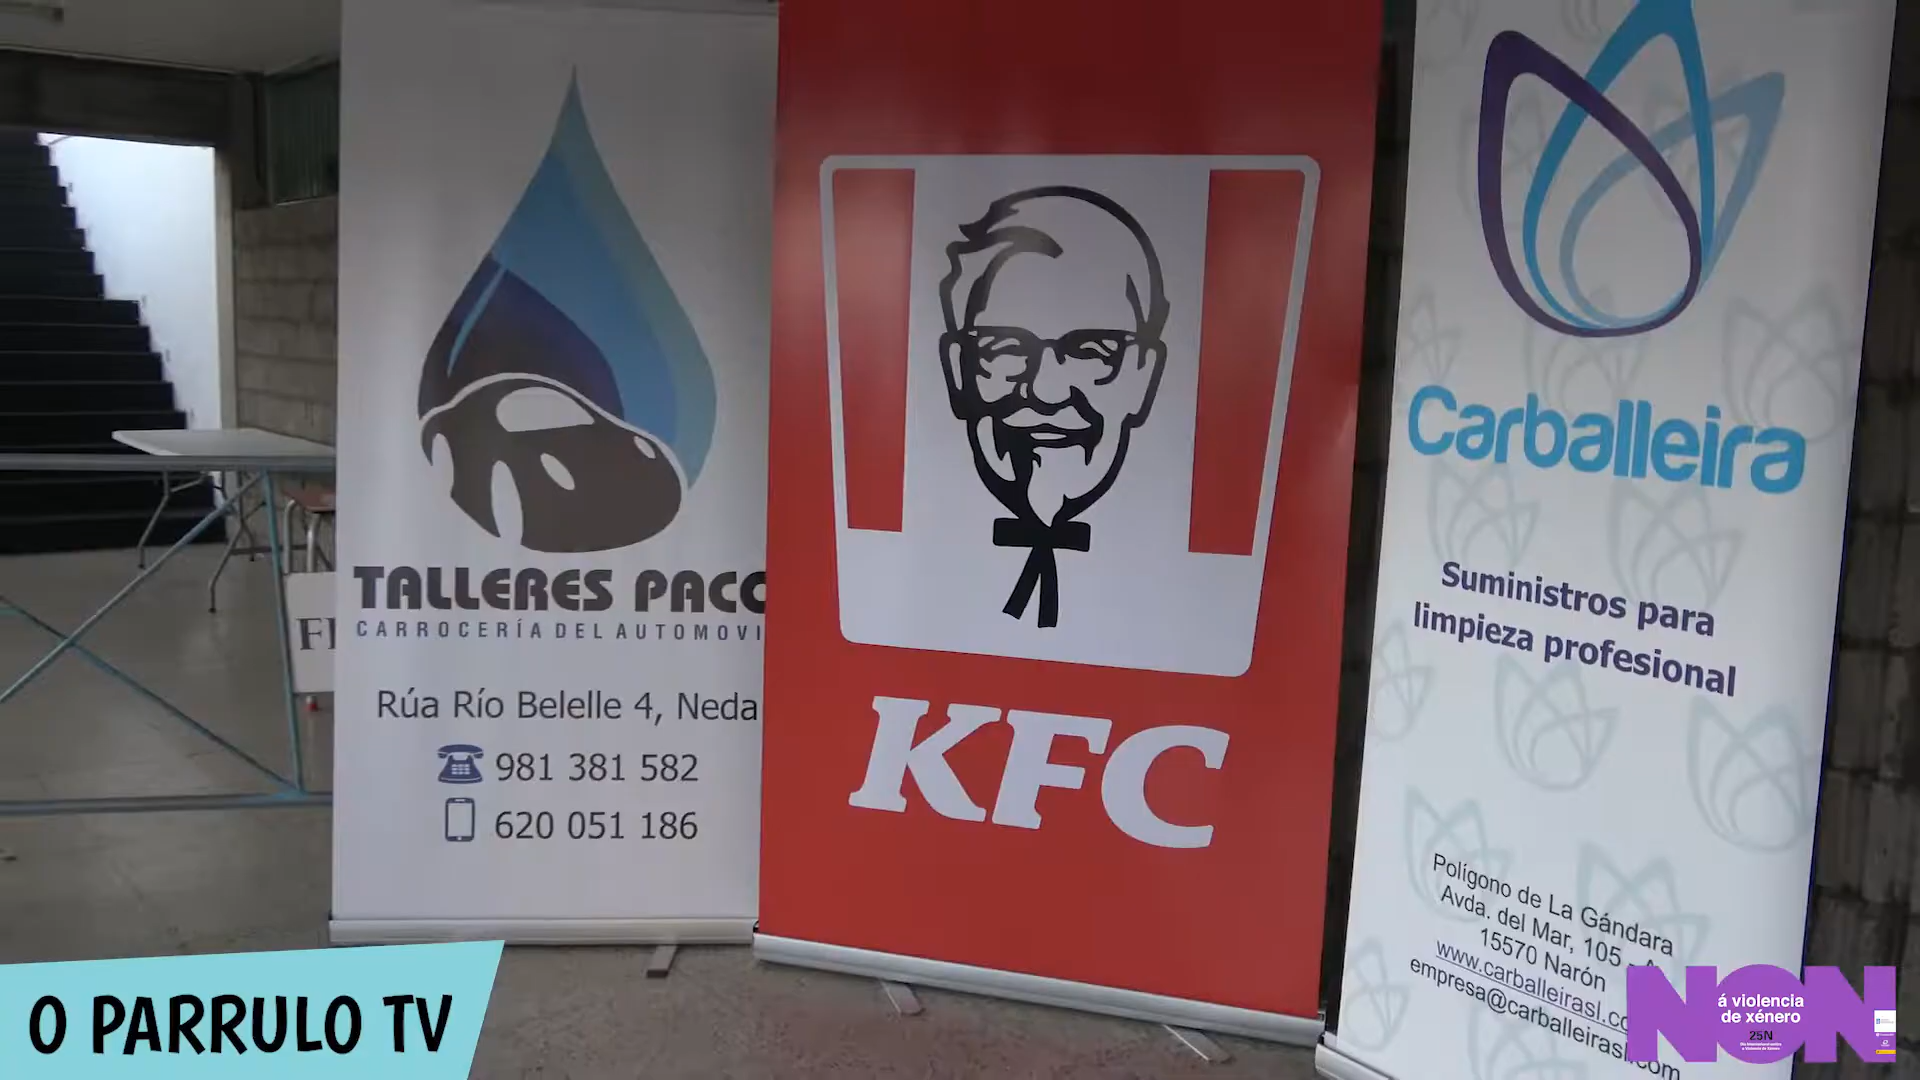 TALLERES PACO
CARROCERÍA DEL AUTOMOVI
Rúa Río Belelle 4, Neda
981 381 582
620 051 186
KFC
Carballeira
Suministros para
limpieza profesional
Polígono de La Gándara
Avda. del Mar, 105 -
15570 Narón
www.carballeirasl.co
empresa@carballeirasl.com
O PARRULO TV
NON
á violencia
de xénero
25N